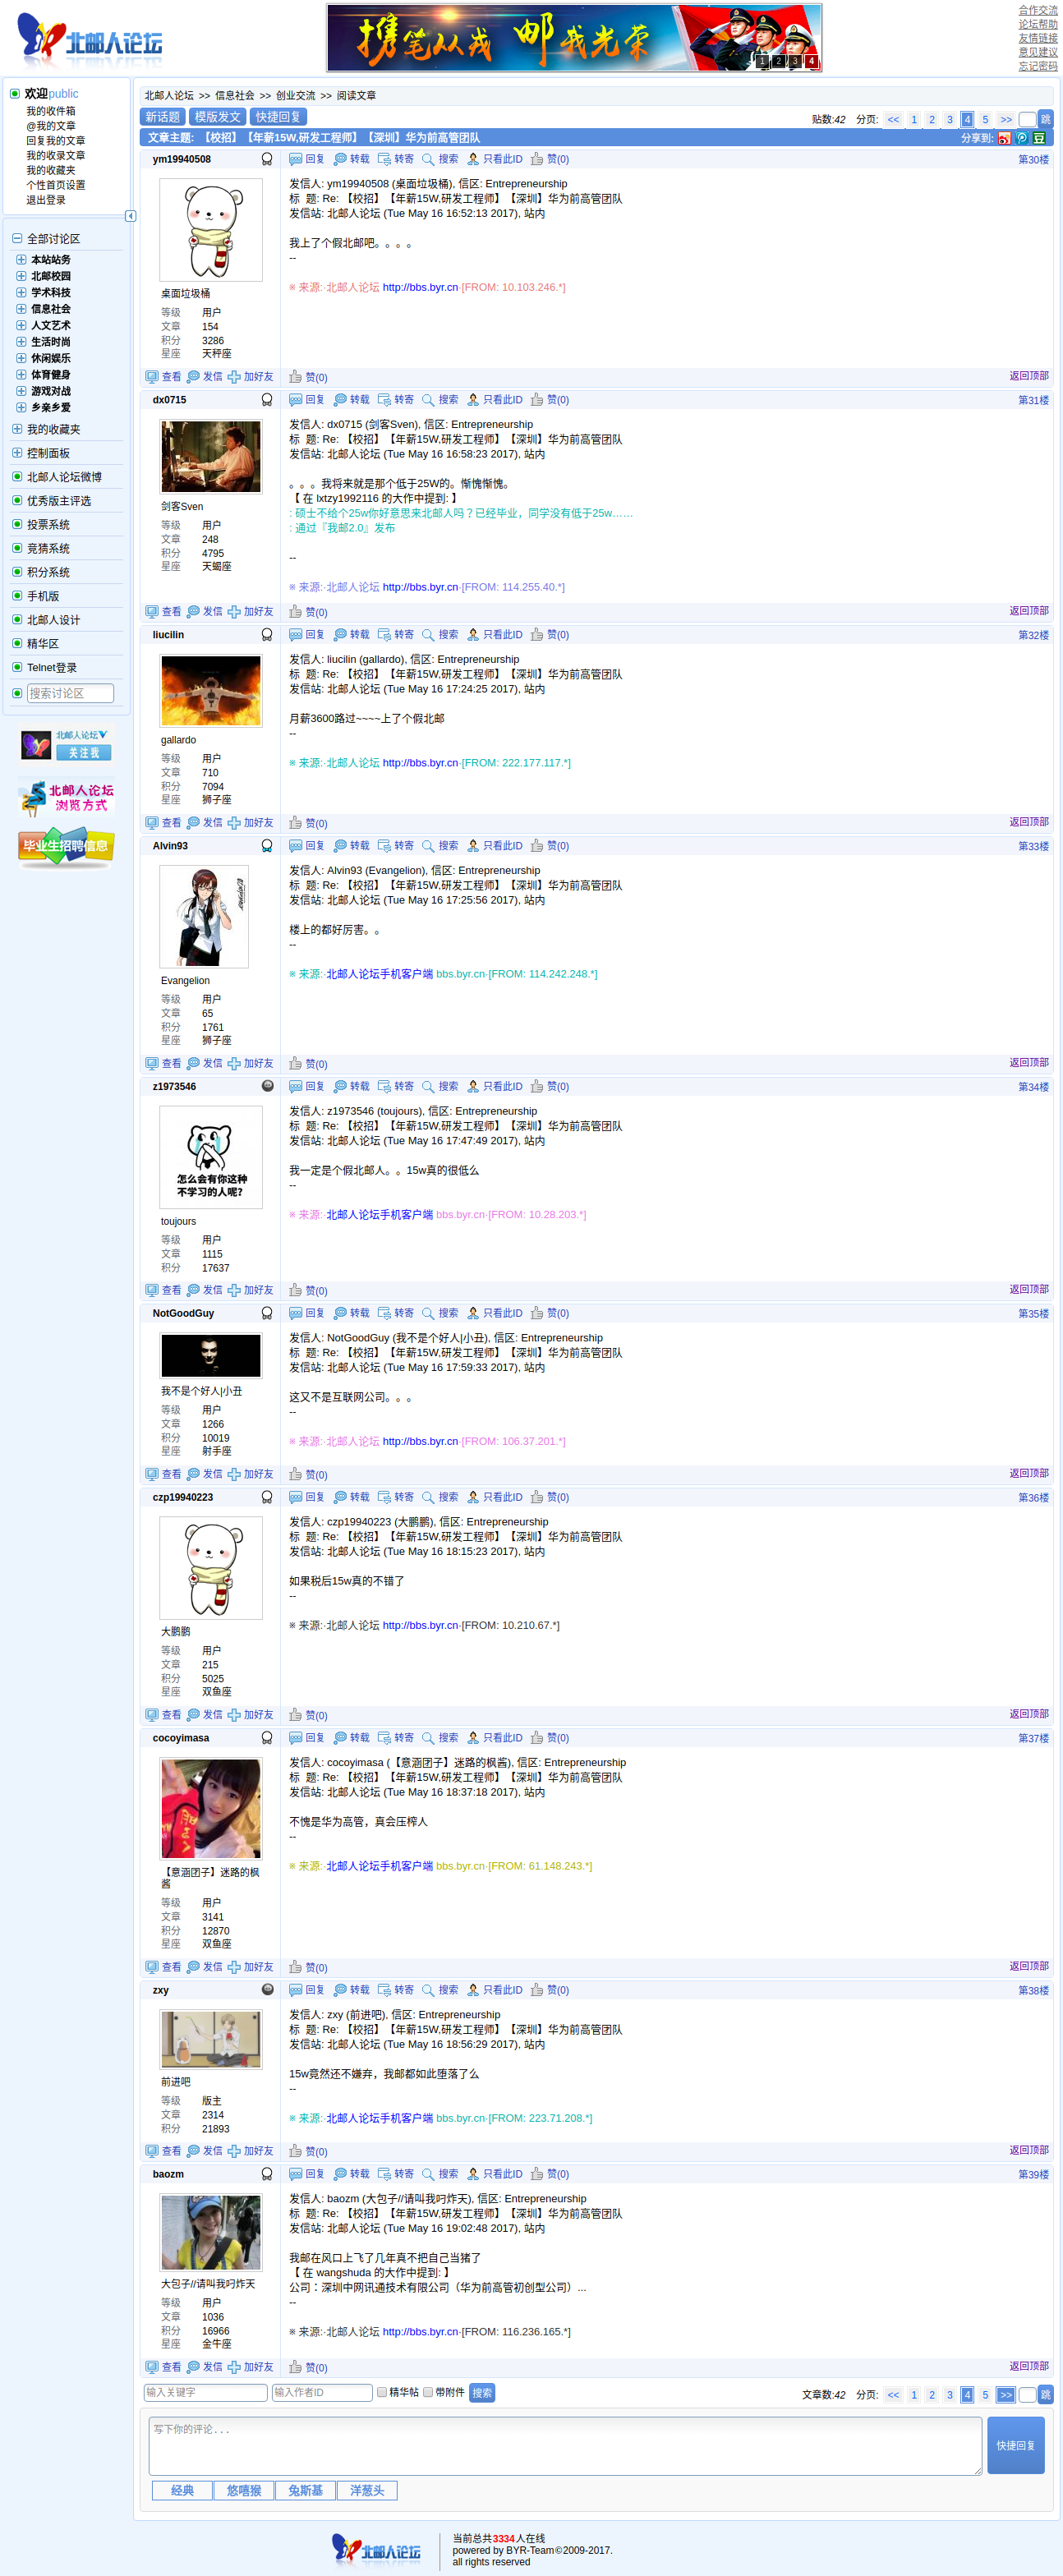 北邮人论坛
携笔从戎 邮我光荣
1 2 3 4
合作交流
论坛帮助
友情链接
意见建议
忘记密码
欢迎public
我的收件箱
@我的文章
回复我的文章
我的收录文章
我的收藏夹
个性首页设置
退出登录
全部讨论区
本站站务
北邮校园
学术科技
信息社会
人文艺术
生活时尚
休闲娱乐
体育健身
游戏对战
乡亲乡爱
我的收藏夹
控制面板
北邮人论坛微博
优秀版主评选
投票系统
竞猜系统
积分系统
手机版
北邮人设计
精华区
Telnet登录
搜索讨论区
北邮人论坛
关注我
北邮人论坛
浏览方式
毕业生招聘信息
北邮人论坛 >> 信息社会 >> 创业交流 >> 阅读文章
新话题 模版发文 快捷回复
贴数:42 分页: << 1 2 3 4 5 >> 跳
文章主题: 【校招】【年薪15W,研发工程师】【深圳】华为前高管团队
分享到: 豆
ym19940508
回复 转载 转寄 搜索 只看此ID 赞(0)
第30楼
桌面垃圾桶
等级 用户
文章 154
积分 3286
星座 天秤座
发信人: ym19940508 (桌面垃圾桶), 信区: Entrepreneurship
标 题: Re: 【校招】【年薪15W,研发工程师】【深圳】华为前高管团队
发信站: 北邮人论坛 (Tue May 16 16:52:13 2017), 站内
我上了个假北邮吧。。。。
--
※ 来源:·北邮人论坛 http://bbs.byr.cn·[FROM: 10.103.246.*]
查看 发信 加好友 赞(0) 返回顶部
dx0715
回复 转载 转寄 搜索 只看此ID 赞(0)
第31楼
剑客Sven
等级 用户
文章 248
积分 4795
星座 天蝎座
发信人: dx0715 (剑客Sven), 信区: Entrepreneurship
标 题: Re: 【校招】【年薪15W,研发工程师】【深圳】华为前高管团队
发信站: 北邮人论坛 (Tue May 16 16:58:23 2017), 站内
。。。我将来就是那个低于25W的。惭愧惭愧。
【 在 lxtzy1992116 的大作中提到: 】
: 硕士不给个25w你好意思来北邮人吗？已经毕业，同学没有低于25w……
: 通过『我邮2.0』发布
--
※ 来源:·北邮人论坛 http://bbs.byr.cn·[FROM: 114.255.40.*]
查看 发信 加好友 赞(0) 返回顶部
liucilin
回复 转载 转寄 搜索 只看此ID 赞(0)
第32楼
gallardo
等级 用户
文章 710
积分 7094
星座 狮子座
发信人: liucilin (gallardo), 信区: Entrepreneurship
标 题: Re: 【校招】【年薪15W,研发工程师】【深圳】华为前高管团队
发信站: 北邮人论坛 (Tue May 16 17:24:25 2017), 站内
月薪3600路过~~~~上了个假北邮
--
※ 来源:·北邮人论坛 http://bbs.byr.cn·[FROM: 222.177.117.*]
查看 发信 加好友 赞(0) 返回顶部
Alvin93
回复 转载 转寄 搜索 只看此ID 赞(0)
第33楼
Evangelion
等级 用户
文章 65
积分 1761
星座 狮子座
发信人: Alvin93 (Evangelion), 信区: Entrepreneurship
标 题: Re: 【校招】【年薪15W,研发工程师】【深圳】华为前高管团队
发信站: 北邮人论坛 (Tue May 16 17:25:56 2017), 站内
楼上的都好厉害。。
--
※ 来源:·北邮人论坛手机客户端 bbs.byr.cn·[FROM: 114.242.248.*]
查看 发信 加好友 赞(0) 返回顶部
z1973546
回复 转载 转寄 搜索 只看此ID 赞(0)
第34楼
怎么会有你这种
不学习的人呢?
toujours
等级 用户
文章 1115
积分 17637
发信人: z1973546 (toujours), 信区: Entrepreneurship
标 题: Re: 【校招】【年薪15W,研发工程师】【深圳】华为前高管团队
发信站: 北邮人论坛 (Tue May 16 17:47:49 2017), 站内
我一定是个假北邮人。。15w真的很低么
--
※ 来源:·北邮人论坛手机客户端 bbs.byr.cn·[FROM: 10.28.203.*]
查看 发信 加好友 赞(0) 返回顶部
NotGoodGuy
回复 转载 转寄 搜索 只看此ID 赞(0)
第35楼
我不是个好人|小丑
等级 用户
文章 1266
积分 10019
星座 射手座
发信人: NotGoodGuy (我不是个好人|小丑), 信区: Entrepreneurship
标 题: Re: 【校招】【年薪15W,研发工程师】【深圳】华为前高管团队
发信站: 北邮人论坛 (Tue May 16 17:59:33 2017), 站内
这又不是互联网公司。。。
--
※ 来源:·北邮人论坛 http://bbs.byr.cn·[FROM: 106.37.201.*]
查看 发信 加好友 赞(0) 返回顶部
czp19940223
回复 转载 转寄 搜索 只看此ID 赞(0)
第36楼
大鹏鹏
等级 用户
文章 215
积分 5025
星座 双鱼座
发信人: czp19940223 (大鹏鹏), 信区: Entrepreneurship
标 题: Re: 【校招】【年薪15W,研发工程师】【深圳】华为前高管团队
发信站: 北邮人论坛 (Tue May 16 18:15:23 2017), 站内
如果税后15w真的不错了
--
※ 来源:·北邮人论坛 http://bbs.byr.cn·[FROM: 10.210.67.*]
查看 发信 加好友 赞(0) 返回顶部
cocoyimasa
回复 转载 转寄 搜索 只看此ID 赞(0)
第37楼
【意涵团子】迷路的枫
酱
等级 用户
文章 3141
积分 12870
星座 双鱼座
发信人: cocoyimasa (【意涵团子】迷路的枫酱), 信区: Entrepreneurship
标 题: Re: 【校招】【年薪15W,研发工程师】【深圳】华为前高管团队
发信站: 北邮人论坛 (Tue May 16 18:37:18 2017), 站内
不愧是华为高管，真会压榨人
--
※ 来源:·北邮人论坛手机客户端 bbs.byr.cn·[FROM: 61.148.243.*]
查看 发信 加好友 赞(0) 返回顶部
zxy
回复 转载 转寄 搜索 只看此ID 赞(0)
第38楼
前进吧
等级 版主
文章 2314
积分 21893
发信人: zxy (前进吧), 信区: Entrepreneurship
标 题: Re: 【校招】【年薪15W,研发工程师】【深圳】华为前高管团队
发信站: 北邮人论坛 (Tue May 16 18:56:29 2017), 站内
15w竟然还不嫌弃，我邮都如此堕落了么
--
※ 来源:·北邮人论坛手机客户端 bbs.byr.cn·[FROM: 223.71.208.*]
查看 发信 加好友 赞(0) 返回顶部
baozm
回复 转载 转寄 搜索 只看此ID 赞(0)
第39楼
大包子//请叫我叼炸天
等级 用户
文章 1036
积分 16966
星座 金牛座
发信人: baozm (大包子//请叫我叼炸天), 信区: Entrepreneurship
标 题: Re: 【校招】【年薪15W,研发工程师】【深圳】华为前高管团队
发信站: 北邮人论坛 (Tue May 16 19:02:48 2017), 站内
我邮在风口上飞了几年真不把自己当猪了
【 在 wangshuda 的大作中提到: 】
公司：深圳中网讯通技术有限公司（华为前高管初创型公司）...
--
※ 来源:·北邮人论坛 http://bbs.byr.cn·[FROM: 116.236.165.*]
查看 发信 加好友 赞(0) 返回顶部
输入关键字 输入作者ID 精华帖 带附件 搜索
文章数:42 分页: << 1 2 3 4 5 >> 跳
写下你的评论...
快捷回复
经典 悠嘻猴 兔斯基 洋葱头
北邮人论坛
当前总共3334人在线
powered by BYR-Team©2009-2017.
all rights reserved